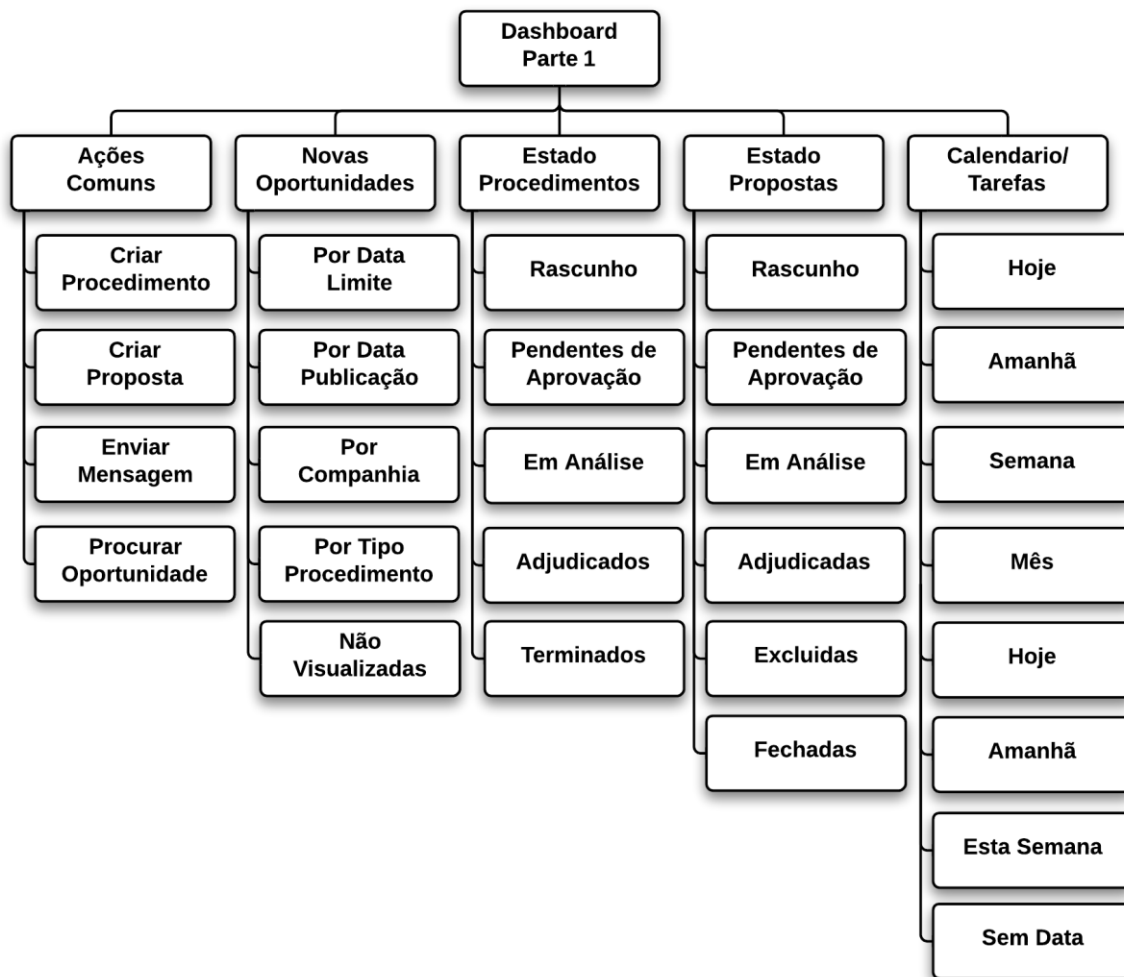 Dashboard
Parte 1
Ações
Comuns
Novas
Oportunidades
Estado
Procedimentos
Estado
Propostas
Calendario/
Tarefas
Criar
Procedimento
Criar
Proposta
Enviar
Mensagem
Procurar
Oportunidade
Por Data
Limite
Por Data
Publicação
Por
Companhia
Por Tipo
Procedimento
Não
Visualizadas
Rascunho
Pendentes de
Aprovação
Em Análise
Adjudicados
Terminados
Rascunho
Pendentes de
Aprovação
Em Análise
Adjudicadas
Excluidas
Fechadas
Hoje
Amanhã
Semana
Mês
Hoje
Amanhã
Esta Semana
Sem Data